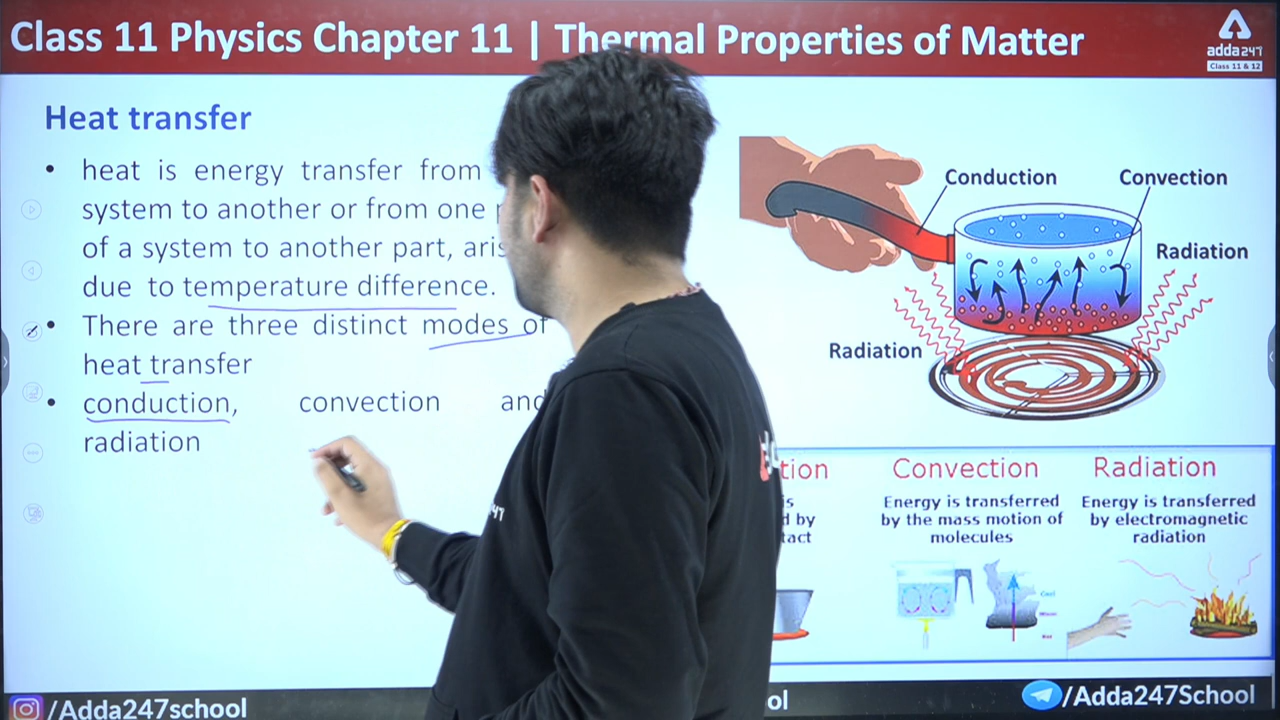 Class 11 Physics Chapter 11 | Thermal Properties of Matter
adda247
Class 11 & 12
Heat transfer
• heat is energy transfer from
system to another or from one
of a system to another part,
due to temperature difference.
• There are three distinct modes of
heat transfer
• conduction, convection and
radiation
Conduction
Convection
Radiation
Radiation
Convection
Energy is transferred
by the mass motion of
molecules
Radiation
Energy is transferred
by electromagnetic
radiation
/Adda247school
/Adda247School